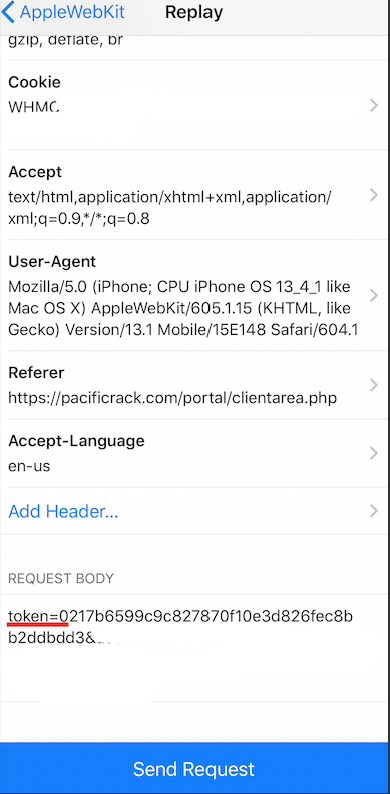 AppleWebKit
Replay
gzip, deflate, br
Cookie
Accept
text/html,application/xhtml+xml,application/
xml;q=0.9,*/*;q=0.8
User-Agent
Mozilla/5.0 (iPhone; CPU iPhone OS 13_4_1 like
Mac OS X) AppleWebKit/605.1.15 (KHTML, like
Gecko) Version/13.1 Mobile/15E148 Safari/604.1
Referer
https://pacificrack.com/portal/clientarea.php
Accept-Language
en-us
Add Header...
REQUEST BODY
token=0217b6599c9c827870f10e3d826fec8b
b2ddbdd3&
Send Request